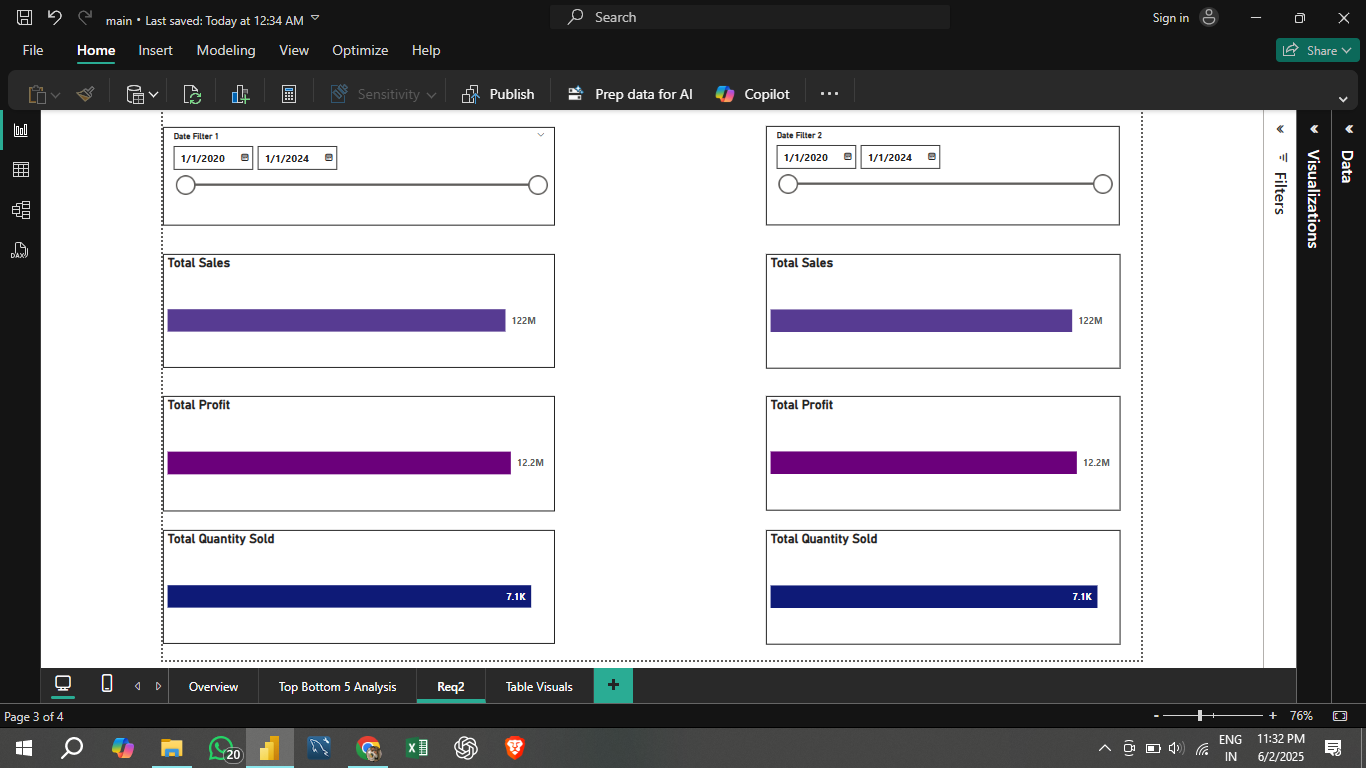 main • Last saved: Today at 12:34 AM
Search
Sign in
File Home Insert Modeling View Optimize Help
Share
Sensitivity
Publish
Prep data for AI
Copilot
Date Filter 1
1/1/2020 1/1/2024
Date Filter 2
1/1/2020 1/1/2024
Total Sales
122M
Total Sales
122M
Total Profit
12.2M
Total Profit
12.2M
Total Quantity Sold
7.1K
Total Quantity Sold
7.1K
Filters
Visualizations
Data
DAX
Overview Top Bottom 5 Analysis Req2 Table Visuals +
Page 3 of 4
- + 76%
20
ENG
IN
11:32 PM
6/2/2025